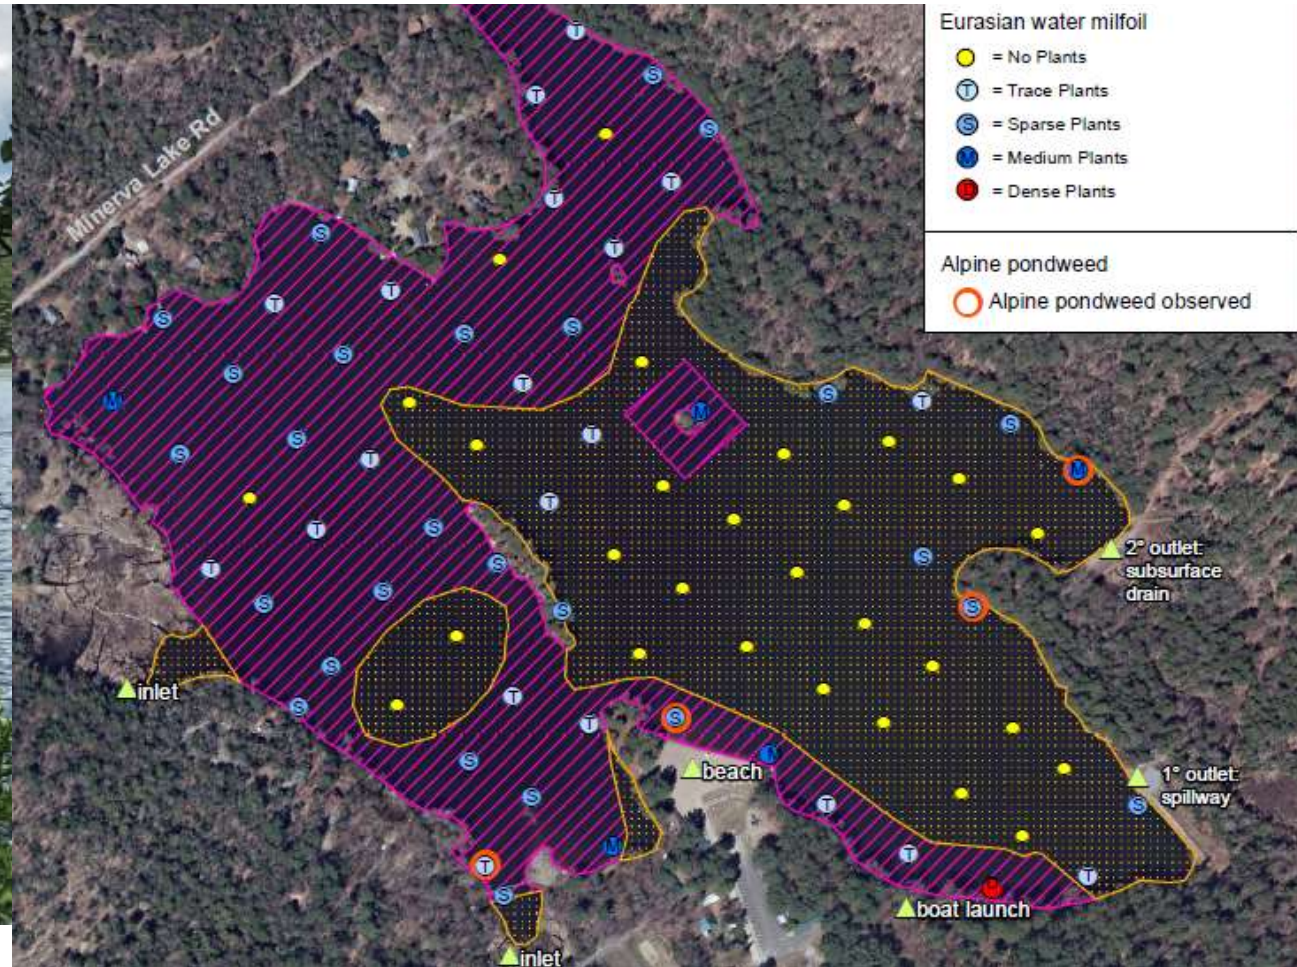 Eurasian water milfoil
= No Plants
T = Trace Plants
S = Sparse Plants
M = Medium Plants
= Dense Plants
Alpine pondweed
Alpine pondweed observed
Minerva Lake Rd
2° outlet:
subsurface
drain
inlet
beach
1° outlet:
spillway
boat launch
inlet